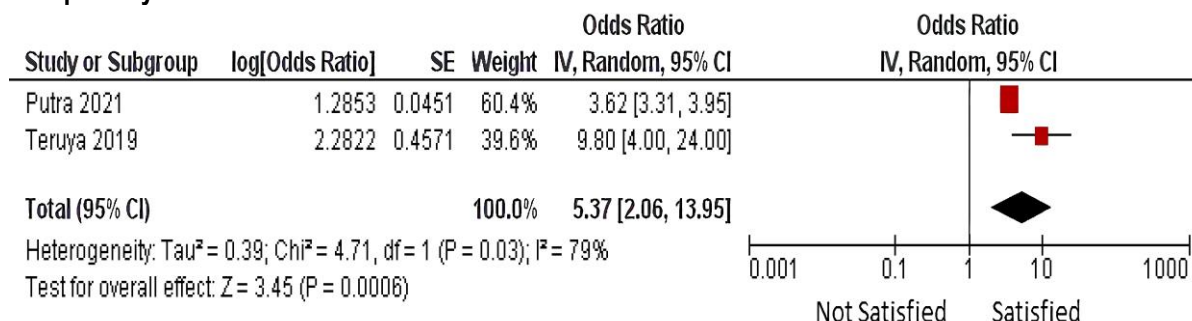 Odds Ratio Odds Ratio
Study or Subgroup log[Odds Ratio] SE Weight IV, Random, 95% CI IV, Random, 95% CI
Putra 2021 1.2853 0.0451 60.4% 3.62 [3.31, 3.95]
Teruya 2019 2.2822 0.4571 39.6% 9.80 [4.00, 24.00]
Total (95% CI) 100.0% 5.37 [2.06, 13.95]
Heterogeneity: Tau² = 0.39; Chi² = 4.71, df = 1 (P = 0.03); I² = 79%
Test for overall effect: Z = 3.45 (P = 0.0006)
0.001 0.1 1 10 1000
Not Satisfied Satisfied